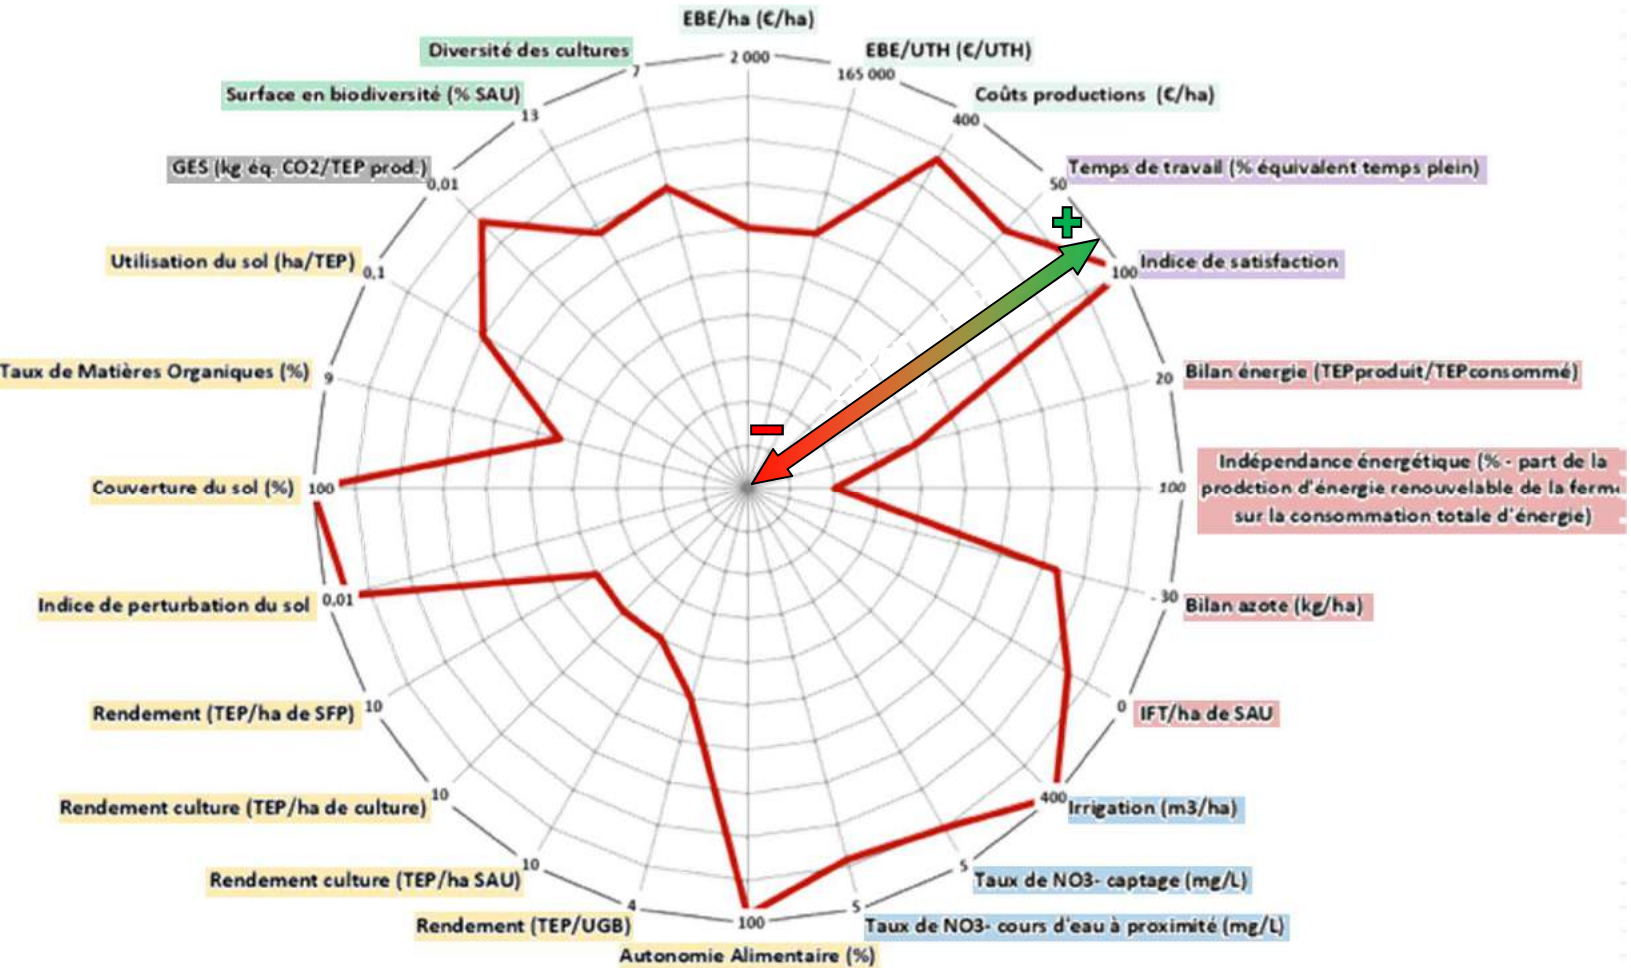 EBE/ha (€/ha)
2 000
EBE/UTH (€/UTH)
165 000
Coûts productions (€/ha)
400
Temps de travail (% équivalent temps plein)
50
Indice de satisfaction
100
Bilan énergie (TEPproduit/TEPconsommé)
20
Indépendance énergétique (% - part de la
prodction d'énergie renouvelable de la ferm
sur la consommation totale d'énergie)
100
Bilan azote (kg/ha)
- 30
IFT/ha de SAU
0
Irrigation (m3/ha)
400
Taux de NO3- captage (mg/L)
5
Taux de NO3- cours d'eau à proximité (mg/L)
5
Autonomie Alimentaire (%)
100
Rendement (TEP/UGB)
4
Rendement culture (TEP/ha SAU)
10
Rendement culture (TEP/ha de culture)
10
Rendement (TEP/ha de SFP)
10
Indice de perturbation du sol
0,01
Couverture du sol (%)
100
Taux de Matières Organiques (%)
9
Utilisation du sol (ha/TEP)
0,1
GES (kg éq. CO2/TEP prod.)
0,01
Surface en biodiversité (% SAU)
13
Diversité des cultures
7